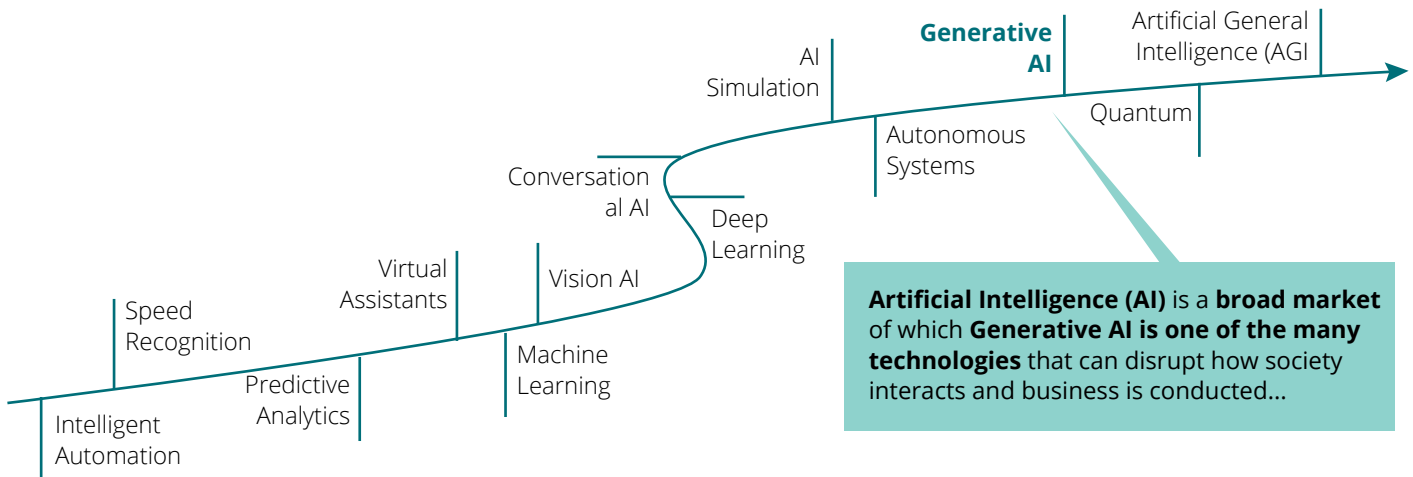 Intelligent
Automation
Speed
Recognition
Predictive
Analytics
Virtual
Assistants
Machine
Learning
Vision AI
Deep
Learning
Conversation
al AI
AI
Simulation
Autonomous
Systems
Generative
AI
Quantum
Artificial General
Intelligence (AGI
Artificial Intelligence (AI) is a broad market
of which Generative AI is one of the many
technologies that can disrupt how society
interacts and business is conducted...